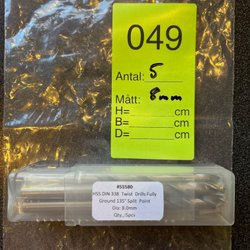 049
Antal: 5
Mått: 8mm
H= cm
B= cm
D= cm
#53580
HSS DIN 338 Twist Drills Fully
Ground 135° Split Point
Dia: 8.0mm
Qty.: 5pcs